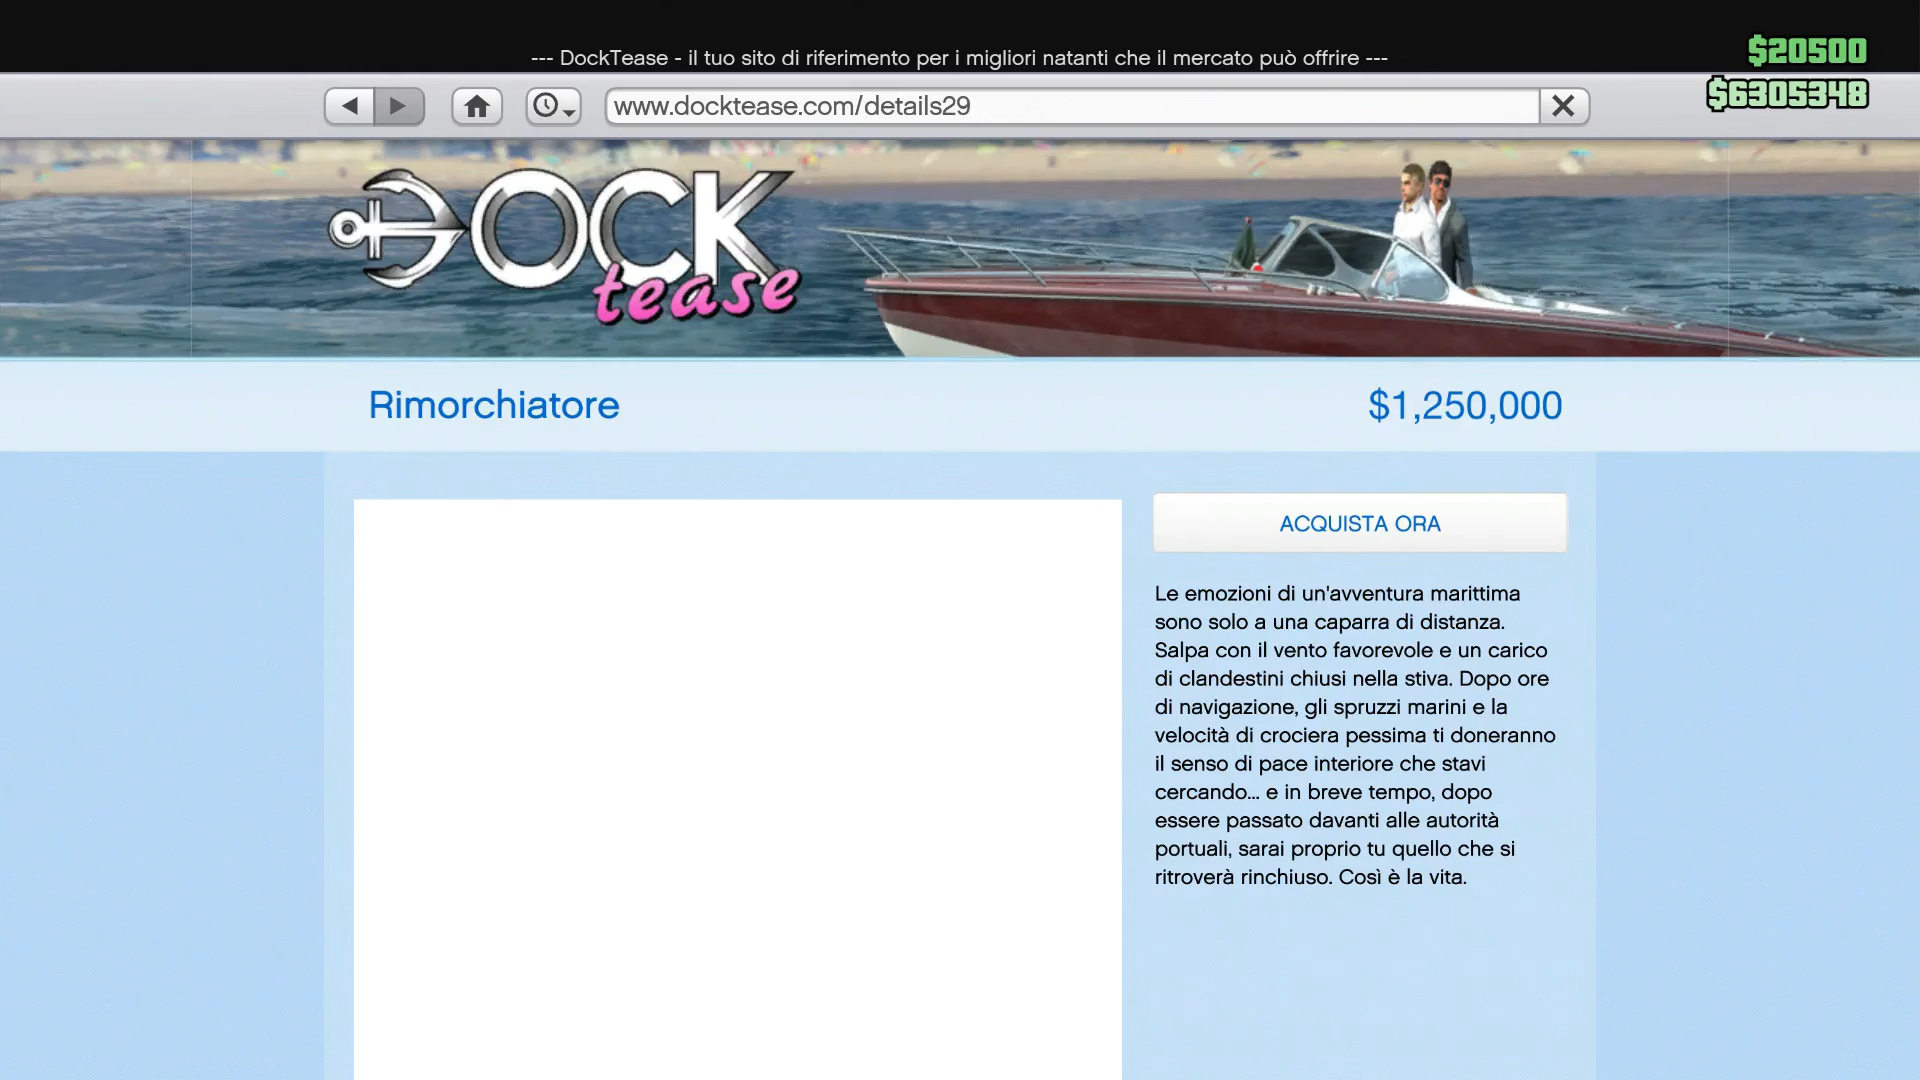 --- DockTease - il tuo sito di riferimento per i migliori natanti che il mercato può offrire ---
$20500
$6305348
www.docktease.com/details29
DOCK
tease
Rimorchiatore
$1,250,000
ACQUISTA ORA
Le emozioni di un'avventura marittima
sono solo a una caparra di distanza.
Salpa con il vento favorevole e un carico
di clandestini chiusi nella stiva. Dopo ore
di navigazione, gli spruzzi marini e la
velocità di crociera pessima ti doneranno
il senso di pace interiore che stavi
cercando... e in breve tempo, dopo
essere passato davanti alle autorità
portuali, sarai proprio tu quello che si
ritroverà rinchiuso. Così è la vita.